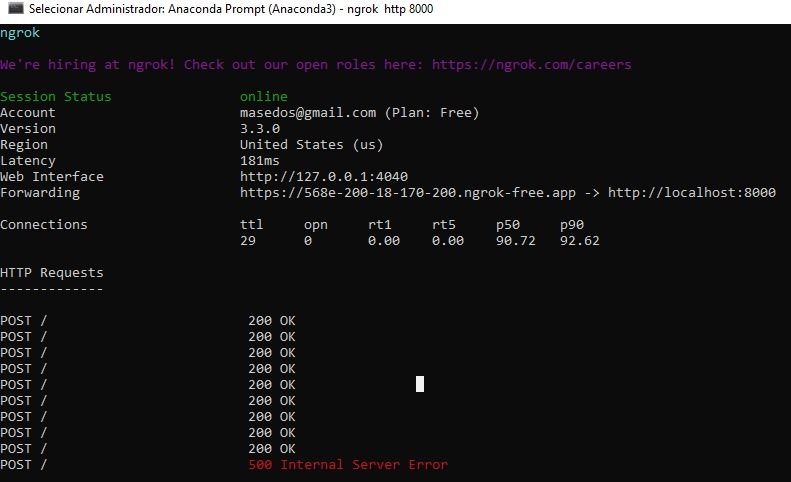 Selecionar Administrador: Anaconda Prompt (Anaconda3) - ngrok http 8000
ngrok
We're hiring at ngrok! Check out our open roles here: https://ngrok.com/careers
Session Status online
Account masedos@gmail.com (Plan: Free)
Version 3.3.0
Region United States (us)
Latency 181ms
Web Interface http://127.0.0.1:4040
Forwarding https://568e-200-18-170-200.ngrok-free.app -> http://localhost:8000
Connections ttl opn rt1 rt5 p50 p90
29 0 0.00 0.00 90.72 92.62
HTTP Requests
-------------
POST / 200 OK
POST / 200 OK
POST / 200 OK
POST / 200 OK
POST / 200 OK
POST / 200 OK
POST / 200 OK
POST / 200 OK
POST / 200 OK
POST / 500 Internal Server Error